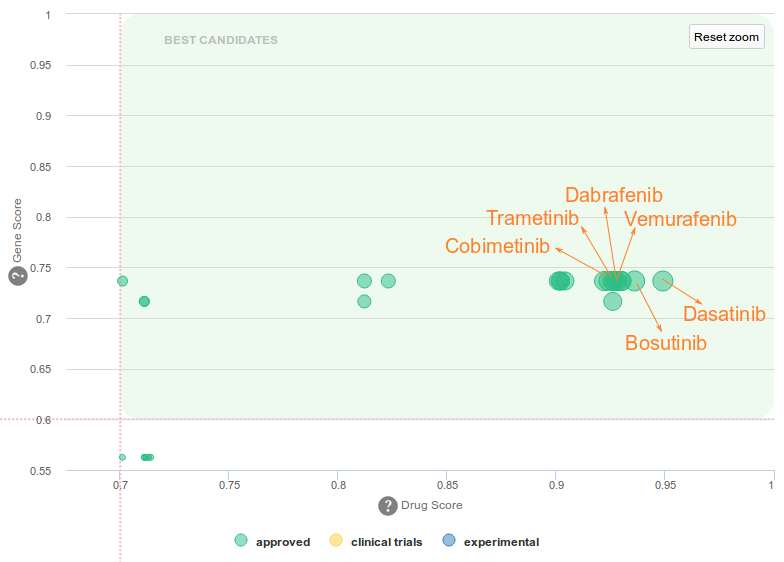 1
BEST CANDIDATES
Reset zoom
0.95
0.9
0.85
0.8
0.75
0.7
0.65
0.6
0.55
Gene Score
?
Dabrafenib
Trametinib
Vemurafenib
Cobimetinib
Dasatinib
Bosutinib
0.7
0.75
0.8
0.85
0.9
0.95
1
? Drug Score
approved
clinical trials
experimental